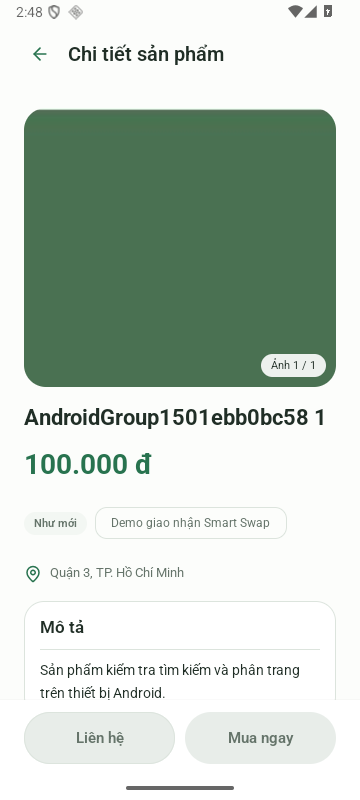 2:48
Chi tiết sản phẩm
Ảnh 1 / 1
AndroidGroup1501ebb0bc58 1
100.000 đ
Như mới
Demo giao nhận Smart Swap
Quận 3, TP. Hồ Chí Minh
Mô tả
Sản phẩm kiểm tra tìm kiếm và phân trang
trên thiết bị Android.
Liên hệ
Mua ngay